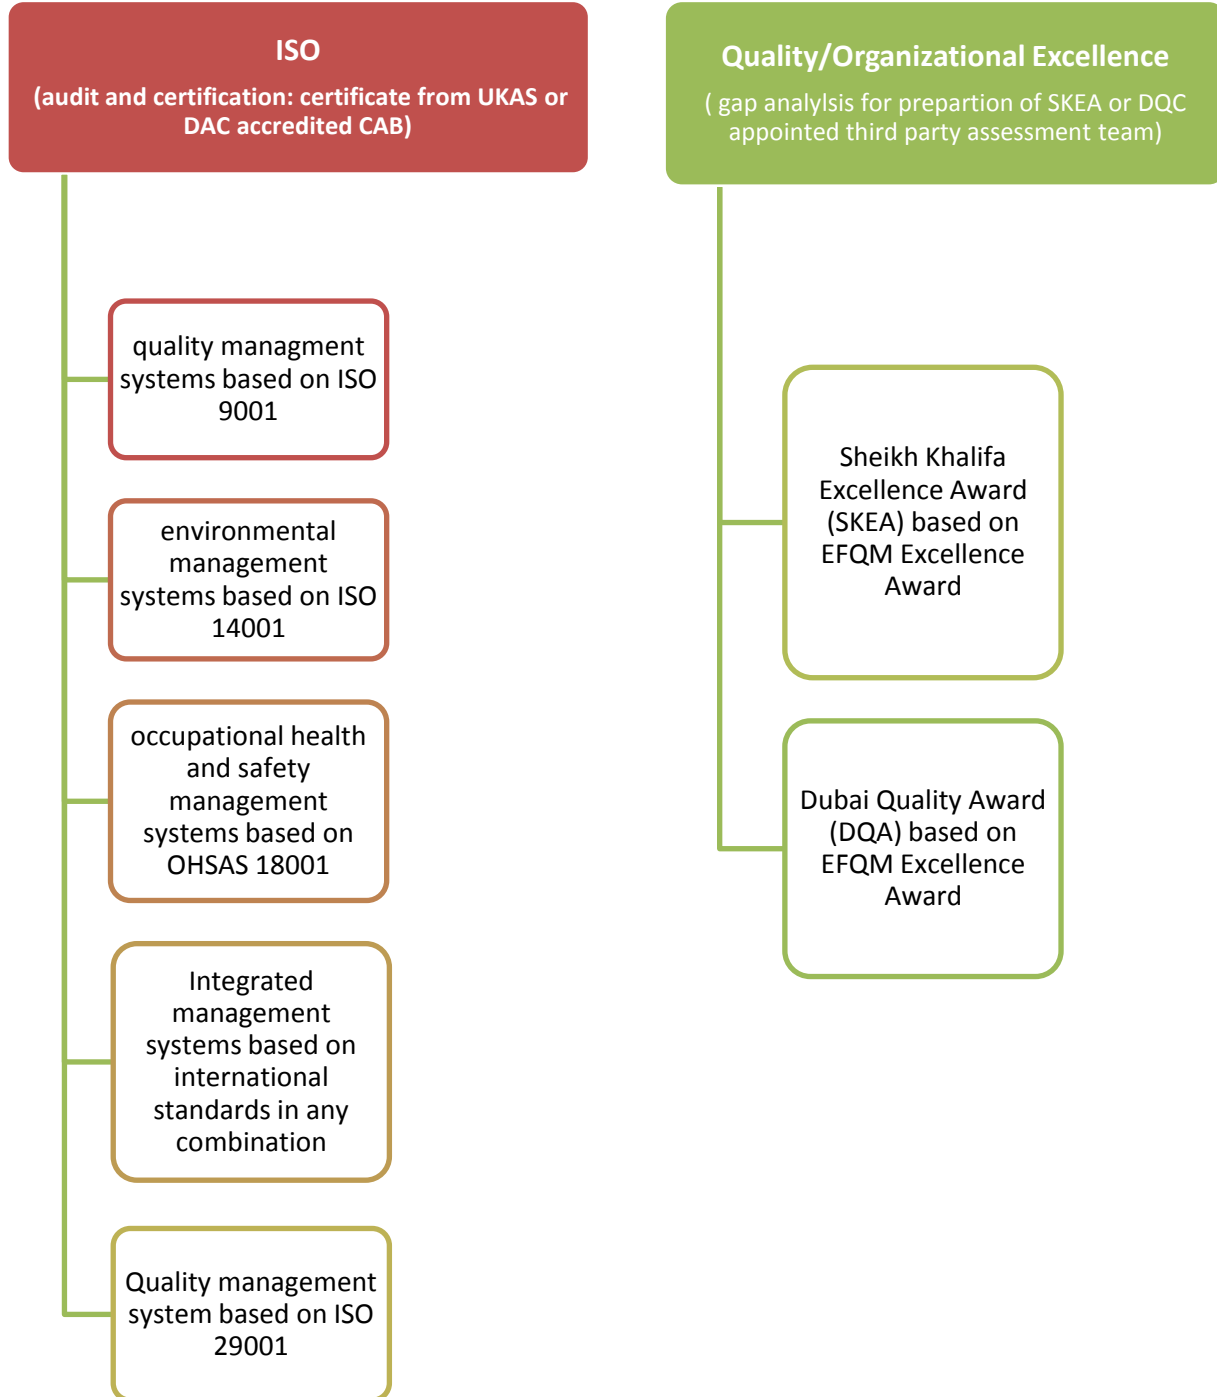 ISO
(audit and certification: certificate from UKAS or
DAC accredited CAB)
quality managment
systems based on ISO
9001
environmental
management
systems based on ISO
14001
occupational health
and safety
management
systems based on
OHSAS 18001
Integrated
management
systems based on
international
standards in any
combination
Quality management
system based on ISO
29001
Quality/Organizational Excellence
( gap analylsis for prepartion of SKEA or DQC
appointed third party assessment team)
Sheikh Khalifa
Excellence Award
(SKEA) based on
EFQM Excellence
Award
Dubai Quality Award
(DQA) based on
EFQM Excellence
Award